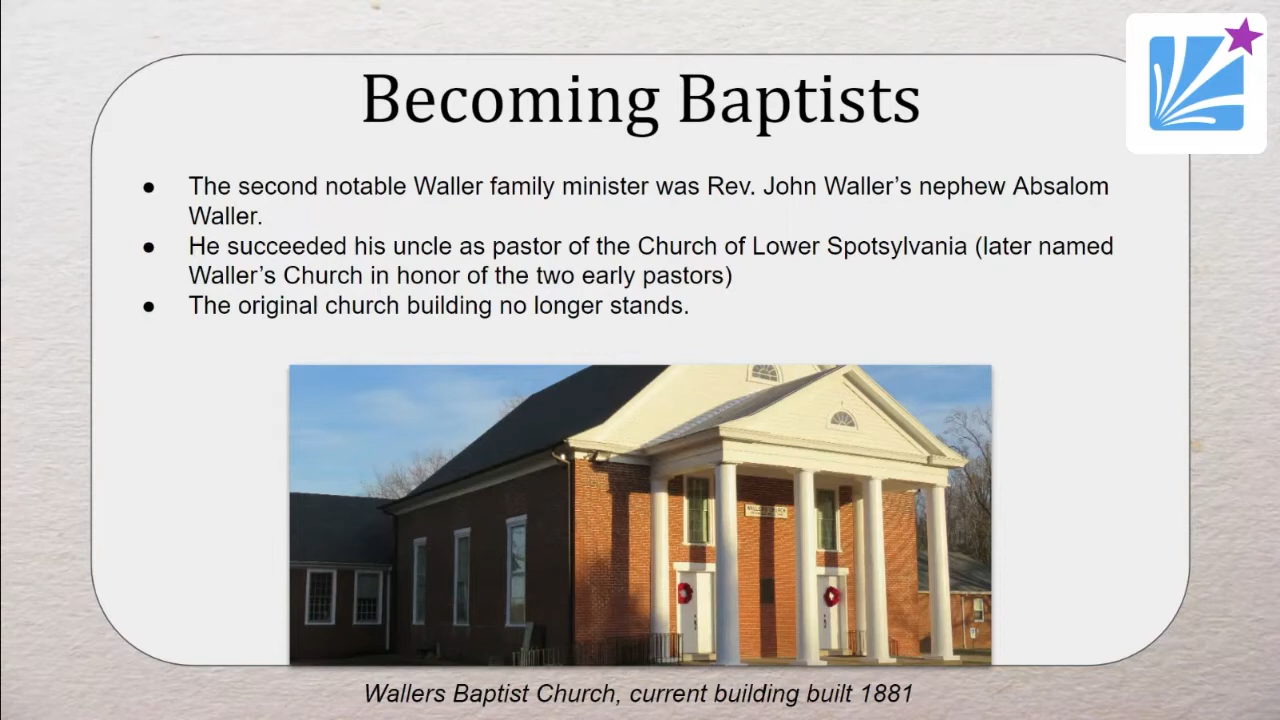 Becoming Baptists
● The second notable Waller family minister was Rev. John Waller’s nephew Absalom
Waller.
● He succeeded his uncle as pastor of the Church of Lower Spotsylvania (later named
Waller’s Church in honor of the two early pastors)
● The original church building no longer stands.
Wallers Baptist Church, current building built 1881